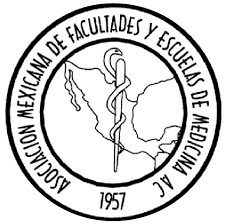 ASOCIACION MEXICANA DE FACULTADES Y ESCUELAS DE MEDICINA AC
1957